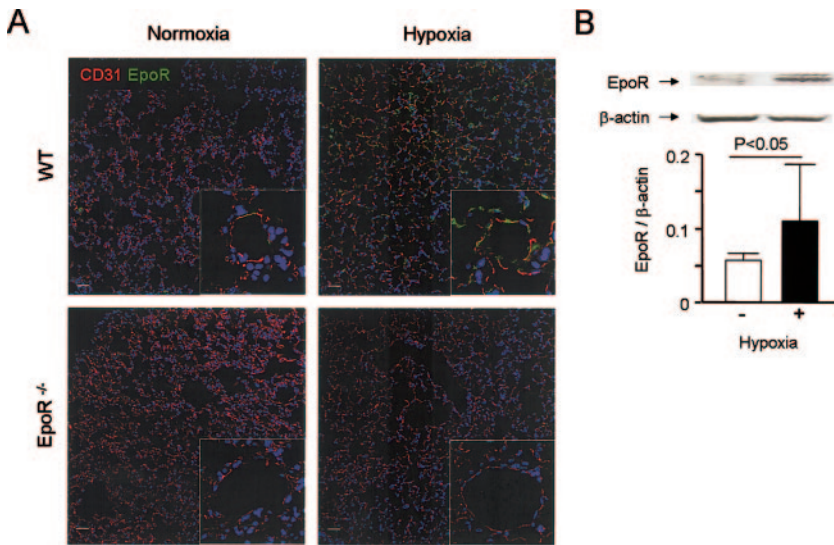 A
Normoxia
Hypoxia
CD31 EpoR
WT
EpoR -/-
B
EpoR
β-actin
P<0.05
EpoR / β-actin
0.2
0.1
0
- +
Hypoxia